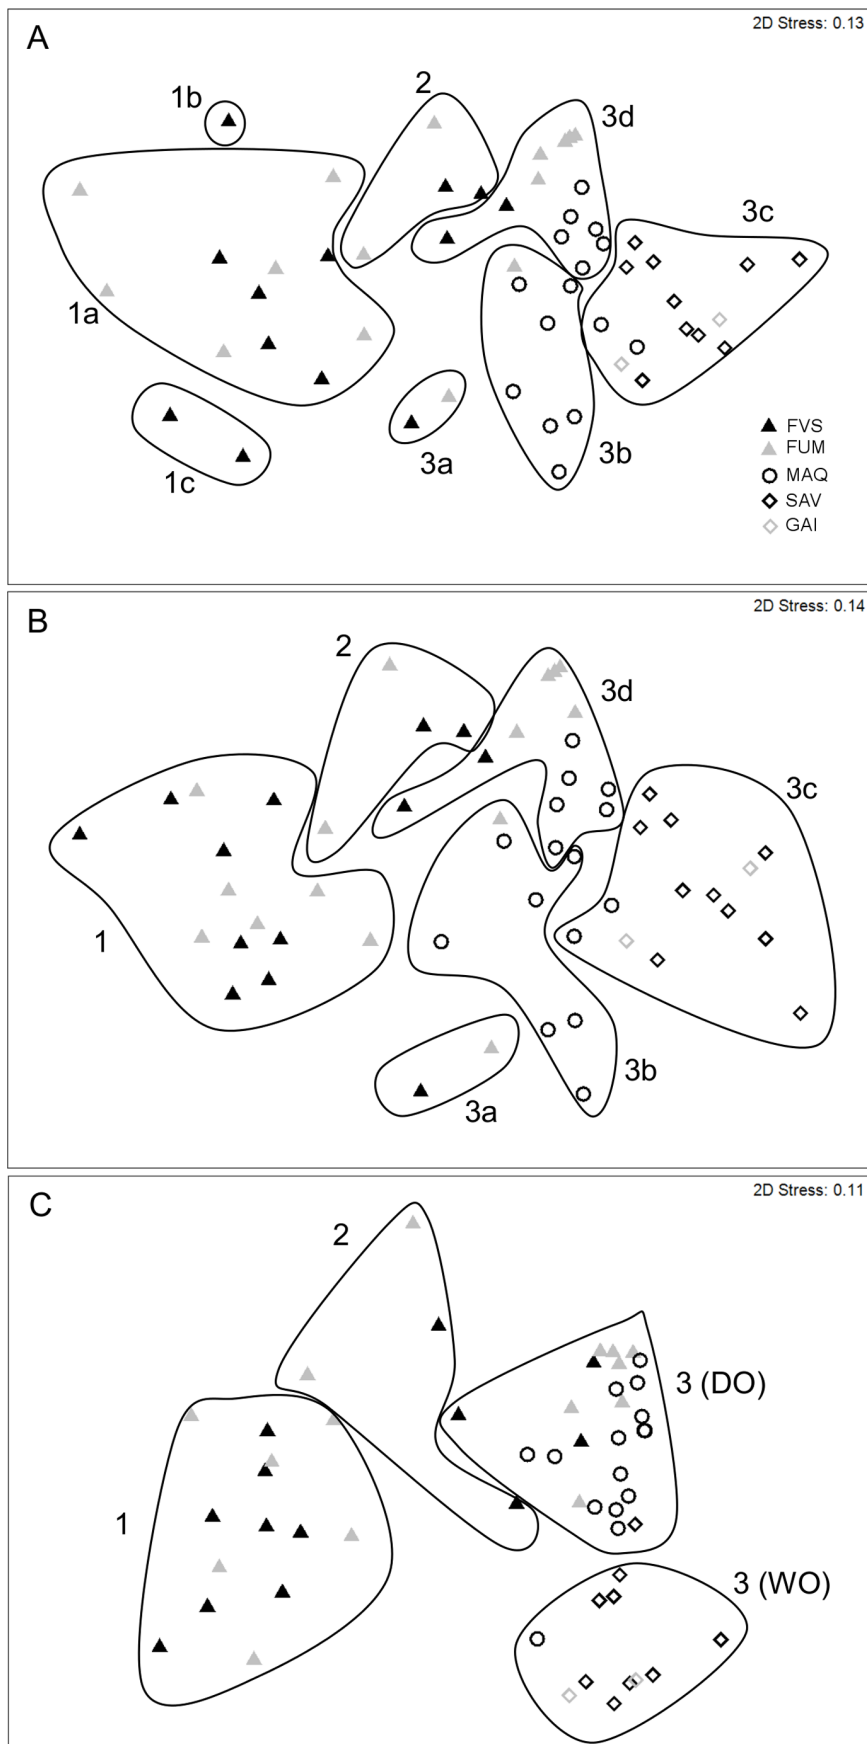 A
2D Stress: 0.13
1b
2
3d
3c
1a
1c
3a
3b
FVS
FUM
MAQ
SAV
GAI
B
2D Stress: 0.14
2
3d
3c
1
3b
3a
C
2D Stress: 0.11
2
3 (DO)
1
3 (WO)